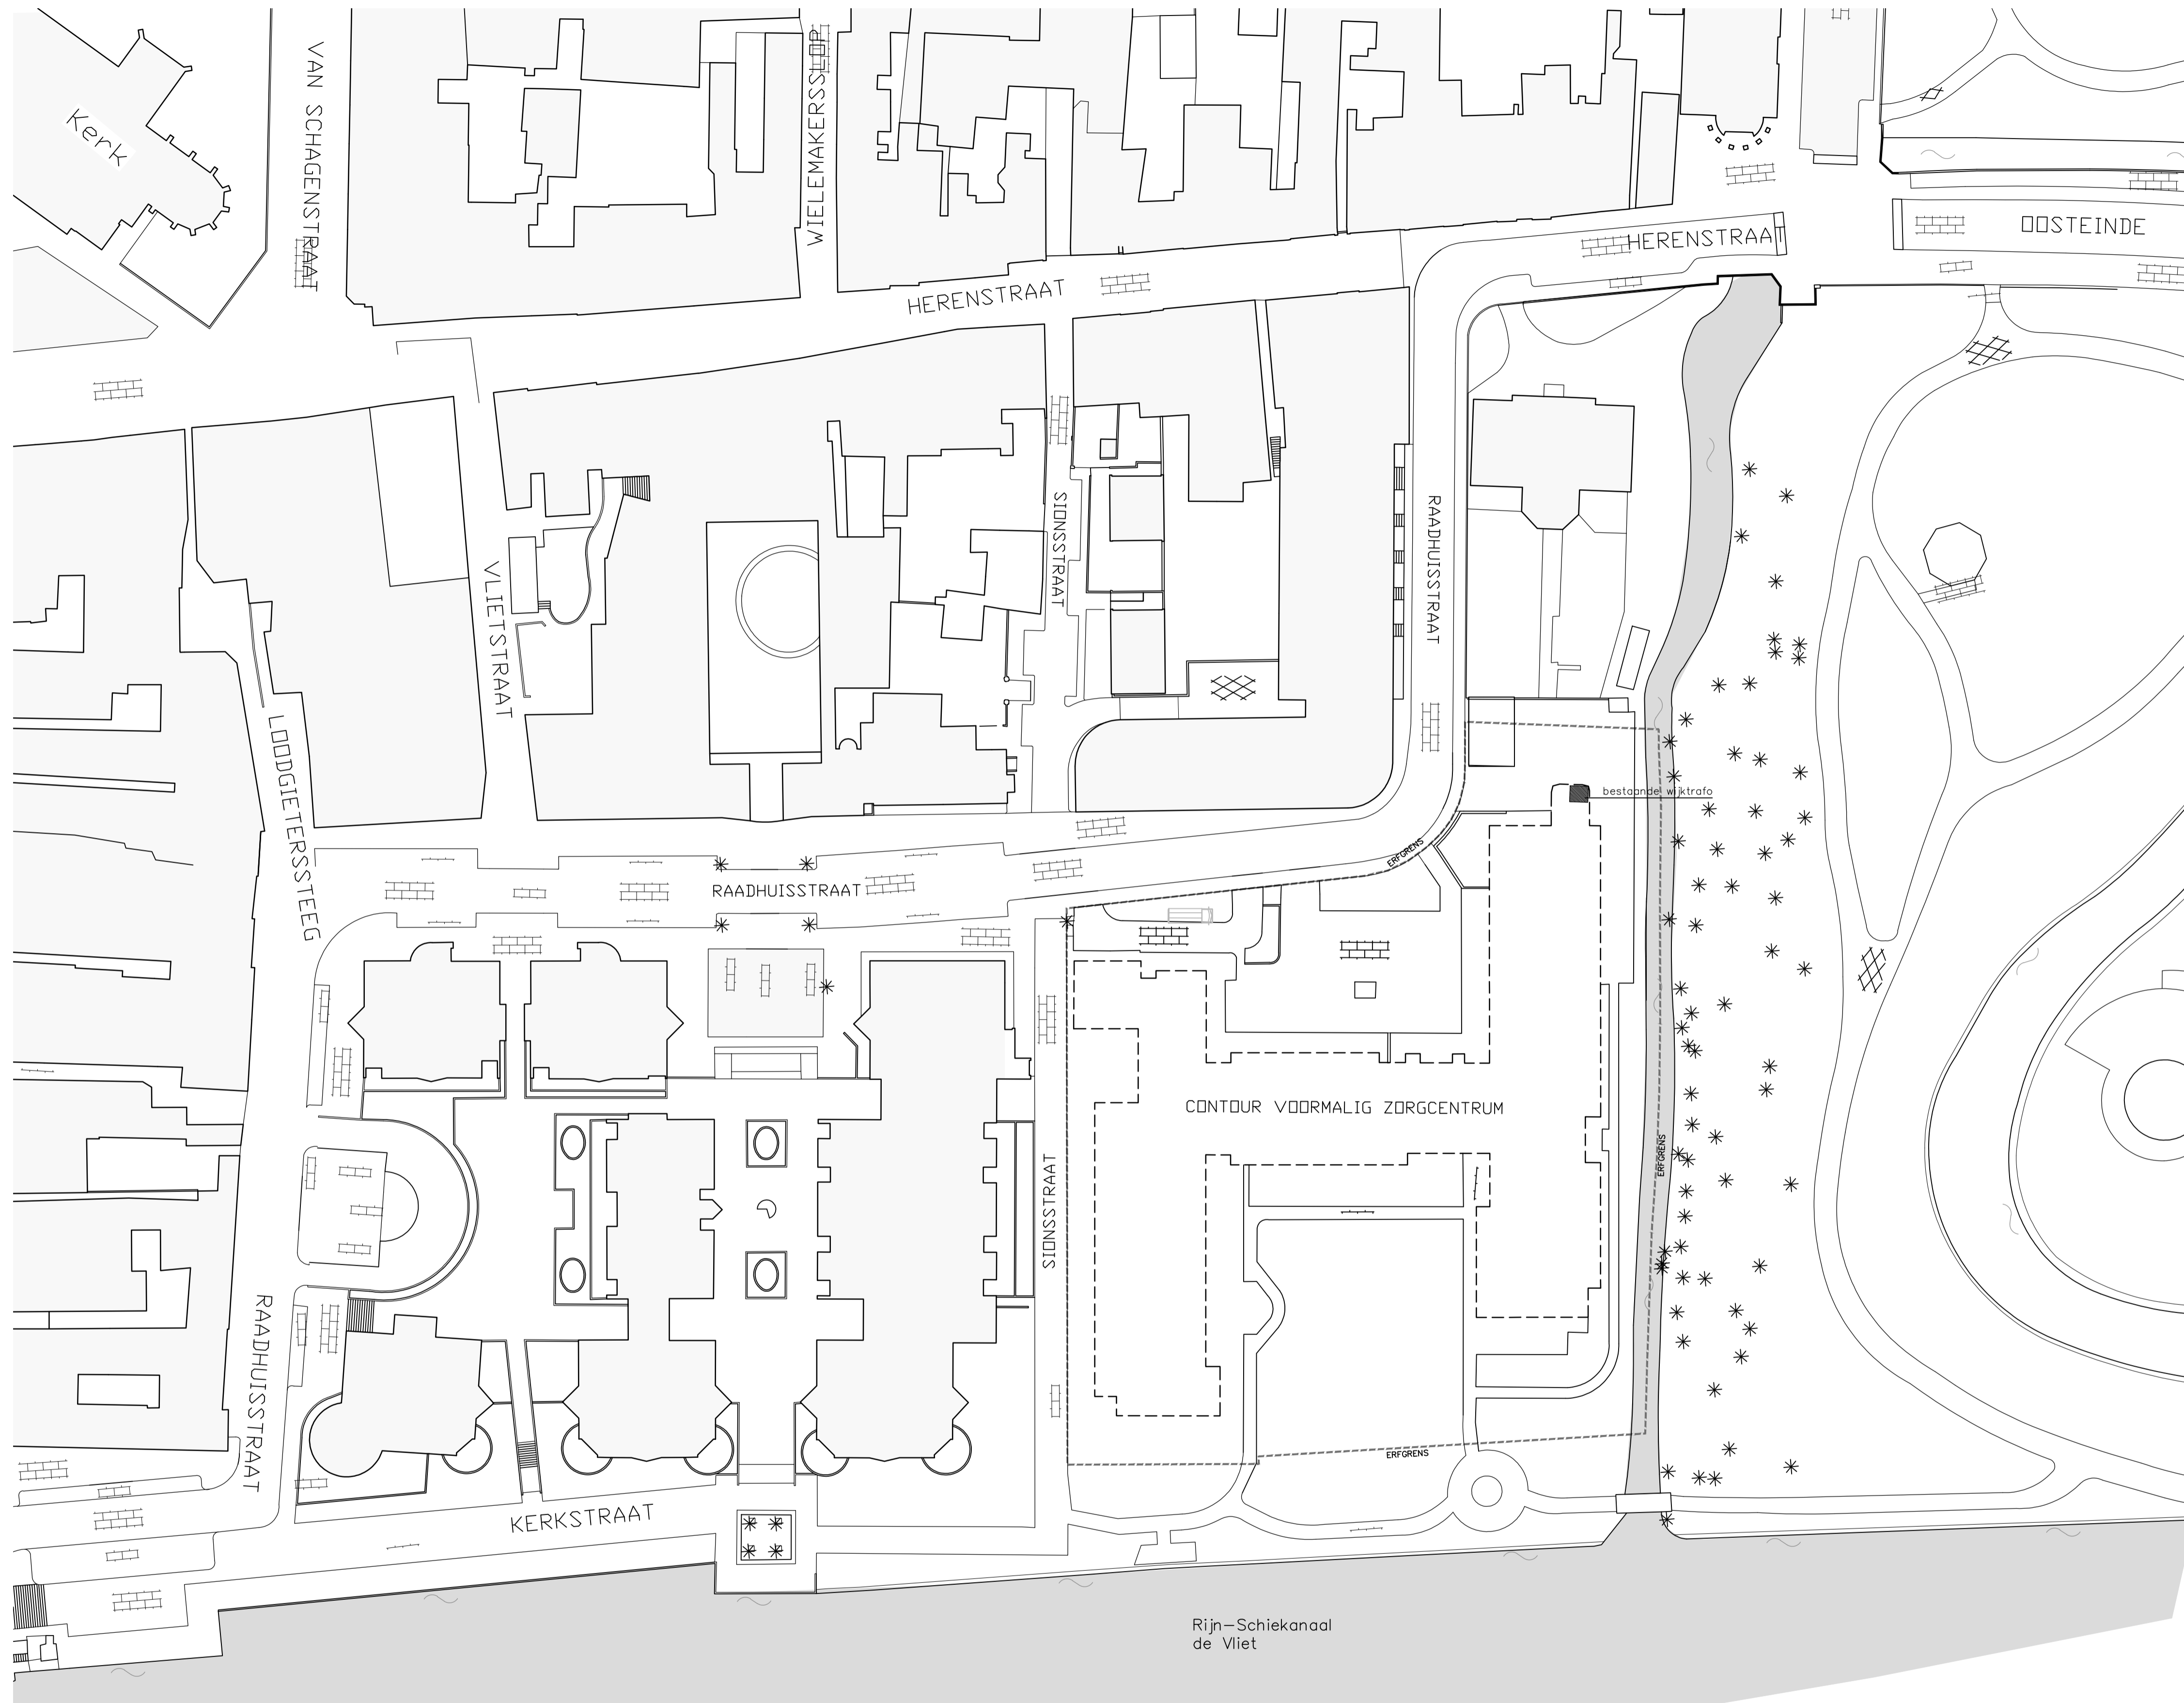 Kerk
VAN SCHAGENSTRAAT
WIELEMAKERSSLOP
HERENSTRAAT
HERENSTRAAT
OOSTEINDE
VLIETSTRAAT
SIONSSTRAAT
RAADHUISSTRAAT
LOODGIETERSSTEEG
bestaande wijktrafo
RAADHUISSTRAAT
ERFGRENS
CONTOUR VOORMALIG ZORGCENTRUM
ERFGRENS
SIONSSTRAAT
RAADHUISSTRAAT
ERFGRENS
KERKSTRAAT
Rijn-Schiekanaal
de Vliet